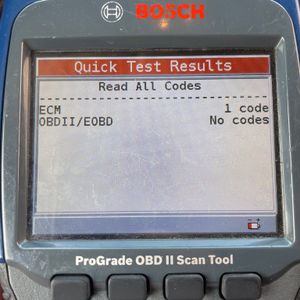 BOSCH
Quick Test Results
Read All Codes
ECM 1 code
OBDII/EOBD No codes
ProGrade OBD II Scan Tool